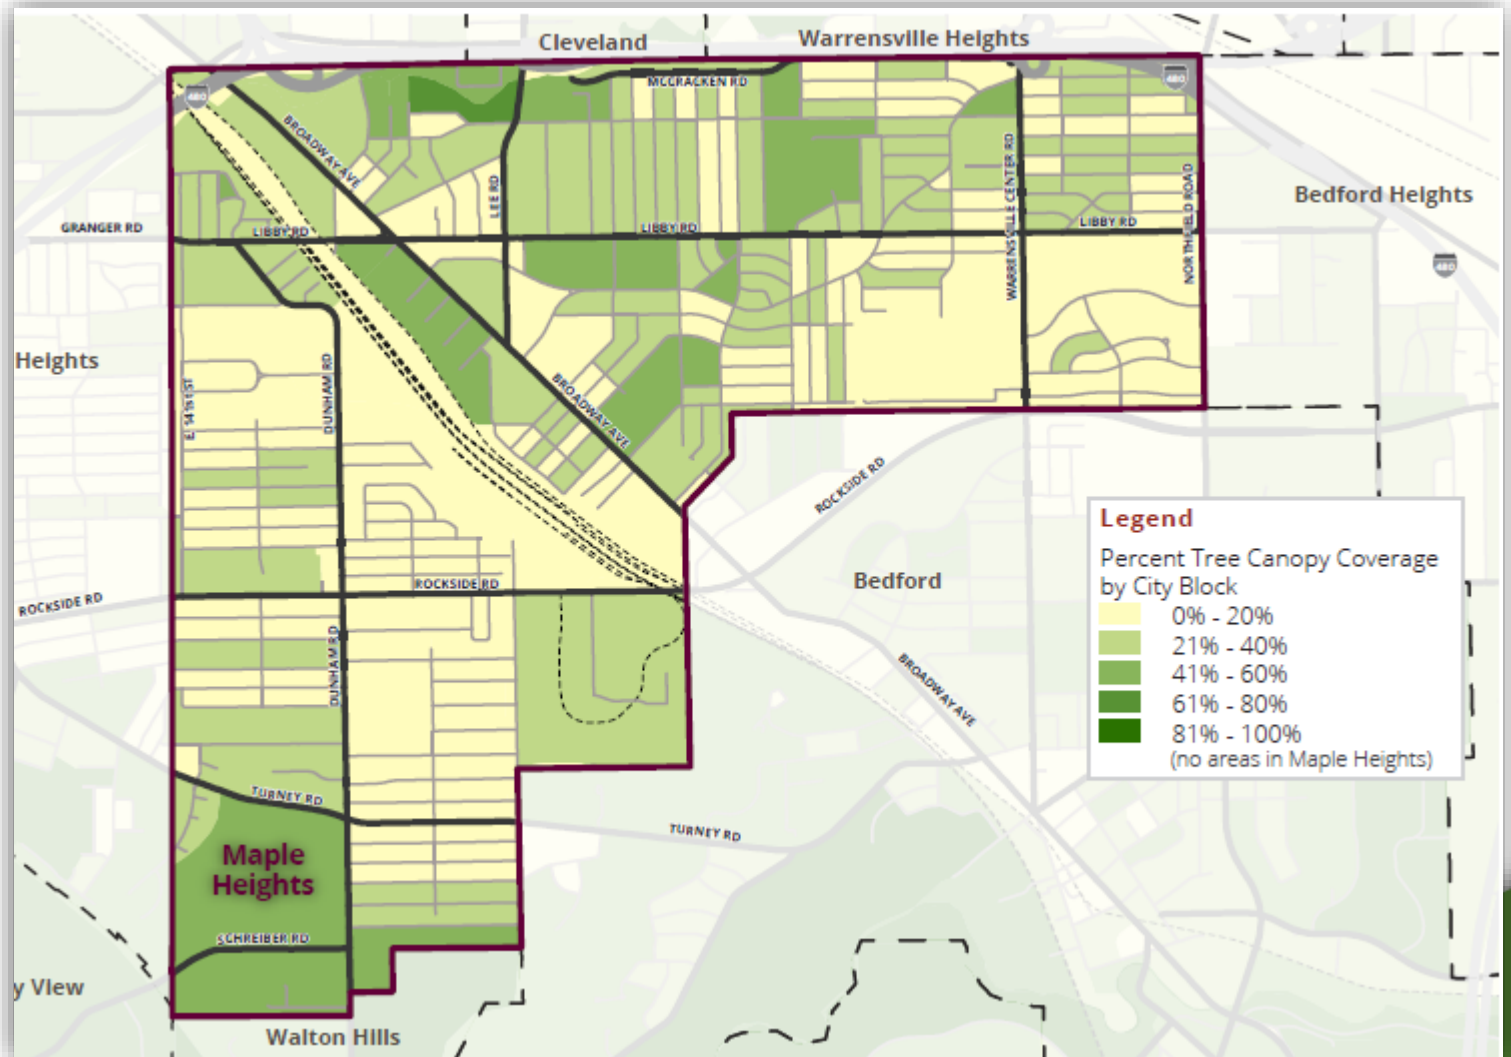 Cleveland
Warrensville Heights
480
480
MCCRACKEN RD
BROADWAY AVE
LEE RD
WARRENSVILLE CENTER RD
NORTHFIELD ROAD
Bedford Heights
GRANGER RD
LIBBY RD
LIBBY RD
LIBBY RD
480
Heights
E 141st ST
DUNHAM RD
BROADWAY AVE
ROCKSIDE RD
Legend
Percent Tree Canopy Coverage
by City Block
0% - 20%
21% - 40%
41% - 60%
61% - 80%
81% - 100%
(no areas in Maple Heights)
ROCKSIDE RD
ROCKSIDE RD
Bedford
DUNHAM RD
BROADWAY AVE
TURNEY RD
TURNEY RD
Maple
Heights
SCHREIBER RD
y View
Walton Hills